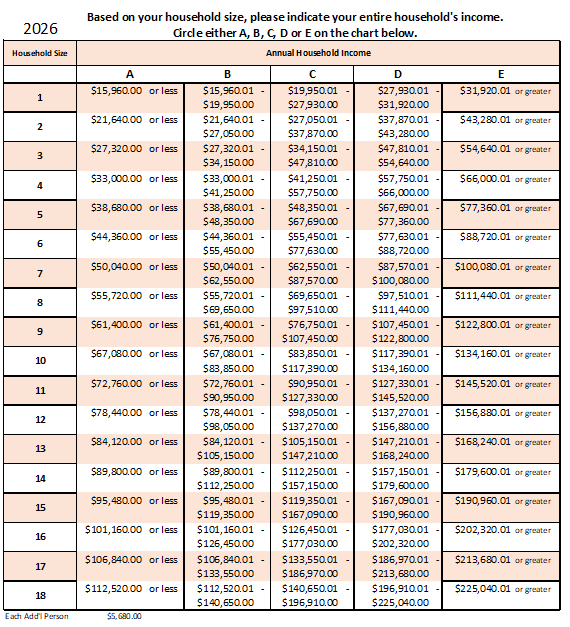 2026
Based on your household size, please indicate your entire household's income.
Circle either A, B, C, D or E on the chart below.
Household Size Annual Household Income
A B C D E
1 $15,960.00 or less $15,960.01 - $19,950.01 - $27,930.01 - $31,920.01 or greater
$19,950.00 $27,930.00 $31,920.00
2 $21,640.00 or less $21,640.01 - $27,050.01 - $37,870.01 - $43,280.01 or greater
$27,050.00 $37,870.00 $43,280.00
3 $27,320.00 or less $27,320.01 - $34,150.01 - $47,810.01 - $54,640.01 or greater
$34,150.00 $47,810.00 $54,640.00
4 $33,000.00 or less $33,000.01 - $41,250.01 - $57,750.01 - $66,000.01 or greater
$41,250.00 $57,750.00 $66,000.00
5 $38,680.00 or less $38,680.01 - $48,350.01 - $67,690.01 - $77,360.01 or greater
$48,350.00 $67,690.00 $77,360.00
6 $44,360.00 or less $44,360.01 - $55,450.01 - $77,630.01 - $88,720.01 or greater
$55,450.00 $77,630.00 $88,720.00
7 $50,040.00 or less $50,040.01 - $62,550.01 - $87,570.01 - $100,080.01 or greater
$62,550.00 $87,570.00 $100,080.00
8 $55,720.00 or less $55,720.01 - $69,650.01 - $97,510.01 - $111,440.01 or greater
$69,650.00 $97,510.00 $111,440.00
9 $61,400.00 or less $61,400.01 - $76,750.01 - $107,450.01 - $122,800.01 or greater
$76,750.00 $107,450.00 $122,800.00
10 $67,080.00 or less $67,080.01 - $83,850.01 - $117,390.01 - $134,160.01 or greater
$83,850.00 $117,390.00 $134,160.00
11 $72,760.00 or less $72,760.01 - $90,950.01 - $127,330.01 - $145,520.01 or greater
$90,950.00 $127,330.00 $145,520.00
12 $78,440.00 or less $78,440.01 - $98,050.01 - $137,270.01 - $156,880.01 or greater
$98,050.00 $137,270.00 $156,880.00
13 $84,120.00 or less $84,120.01 - $105,150.01 - $147,210.01 - $168,240.01 or greater
$105,150.00 $147,210.00 $168,240.00
14 $89,800.00 or less $89,800.01 - $112,250.01 - $157,150.01 - $179,600.01 or greater
$112,250.00 $157,150.00 $179,600.00
15 $95,480.00 or less $95,480.01 - $119,350.01 - $167,090.01 - $190,960.01 or greater
$119,350.00 $167,090.00 $190,960.00
16 $101,160.00 or less $101,160.01 - $126,450.01 - $177,030.01 - $202,320.01 or greater
$126,450.00 $177,030.00 $202,320.00
17 $106,840.00 or less $106,840.01 - $133,550.01 - $186,970.01 - $213,680.01 or greater
$133,550.00 $186,970.00 $213,680.00
18 $112,520.00 or less $112,520.01 - $140,650.01 - $196,910.01 - $225,040.01 or greater
$140,650.00 $196,910.00 $225,040.00
Each Add'l Person $5,680.00